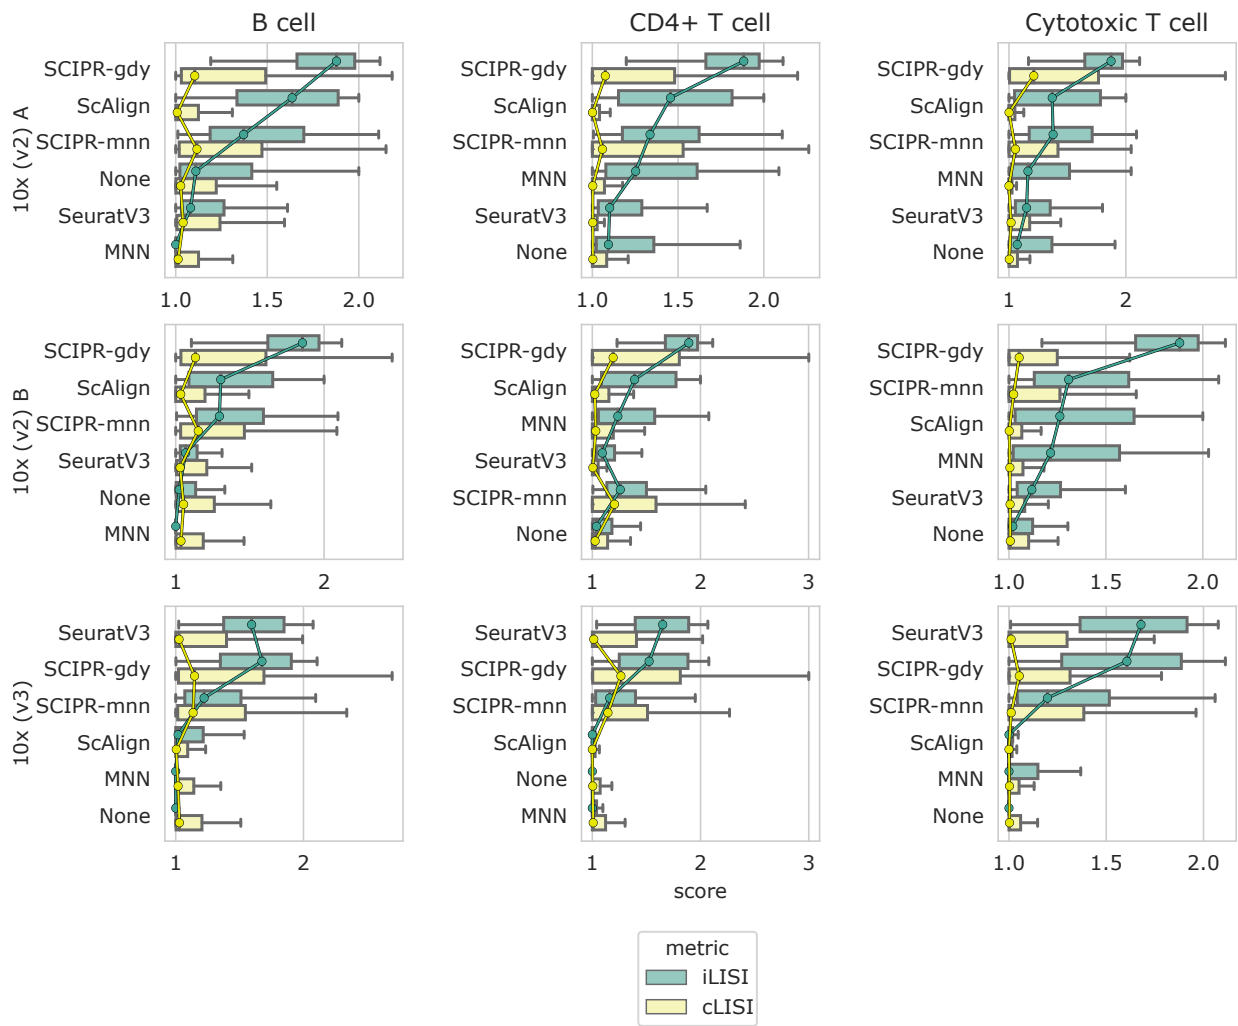 B cell
CD4+ T cell
Cytotoxic T cell
10x (v2) A
SCIPR-gdy
ScAlign
SCIPR-mnn
None
SeuratV3
MNN
1.0 1.5 2.0
SCIPR-gdy
ScAlign
SCIPR-mnn
MNN
SeuratV3
None
1.0 1.5 2.0
SCIPR-gdy
ScAlign
SCIPR-mnn
MNN
SeuratV3
None
1 2
10x (v2) B
SCIPR-gdy
ScAlign
SCIPR-mnn
SeuratV3
None
MNN
1 2
SCIPR-gdy
ScAlign
MNN
SeuratV3
SCIPR-mnn
None
1 2 3
SCIPR-gdy
SCIPR-mnn
ScAlign
MNN
SeuratV3
None
1.0 1.5 2.0
10x (v3)
SeuratV3
SCIPR-gdy
SCIPR-mnn
ScAlign
MNN
None
1 2
SeuratV3
SCIPR-gdy
SCIPR-mnn
ScAlign
None
MNN
1 2 3
score
SeuratV3
SCIPR-gdy
SCIPR-mnn
ScAlign
MNN
None
1.0 1.5 2.0
metric
iLISI
cLISI